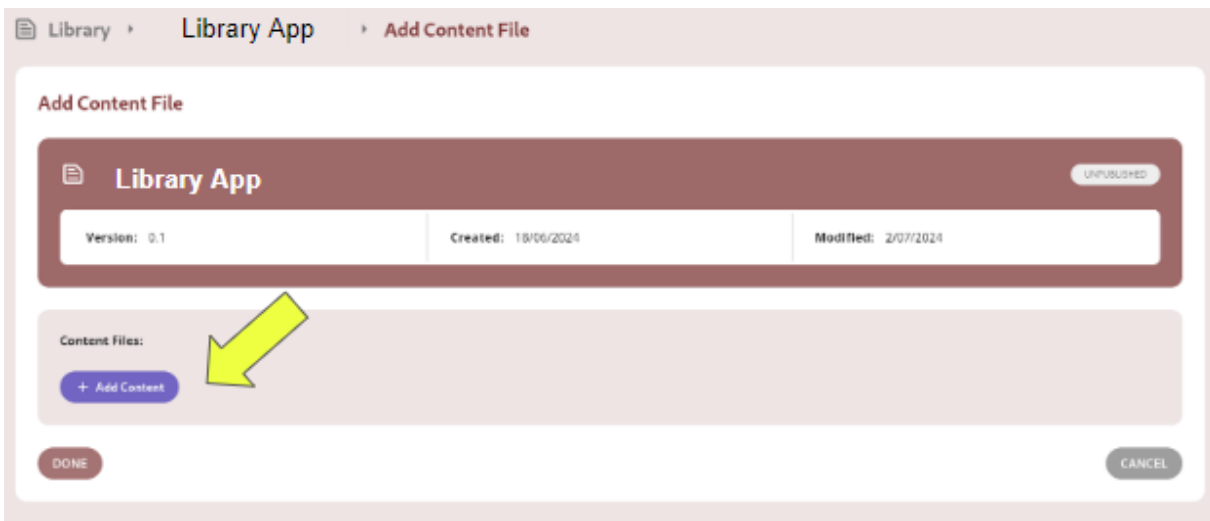 Library Library App Add Content File
Add Content File
Library App UNPUBLISHED
Version: 0.1 Created: 18/06/2024 Modified: 2/07/2024
Content Files:
+ Add Content
DONE CANCEL